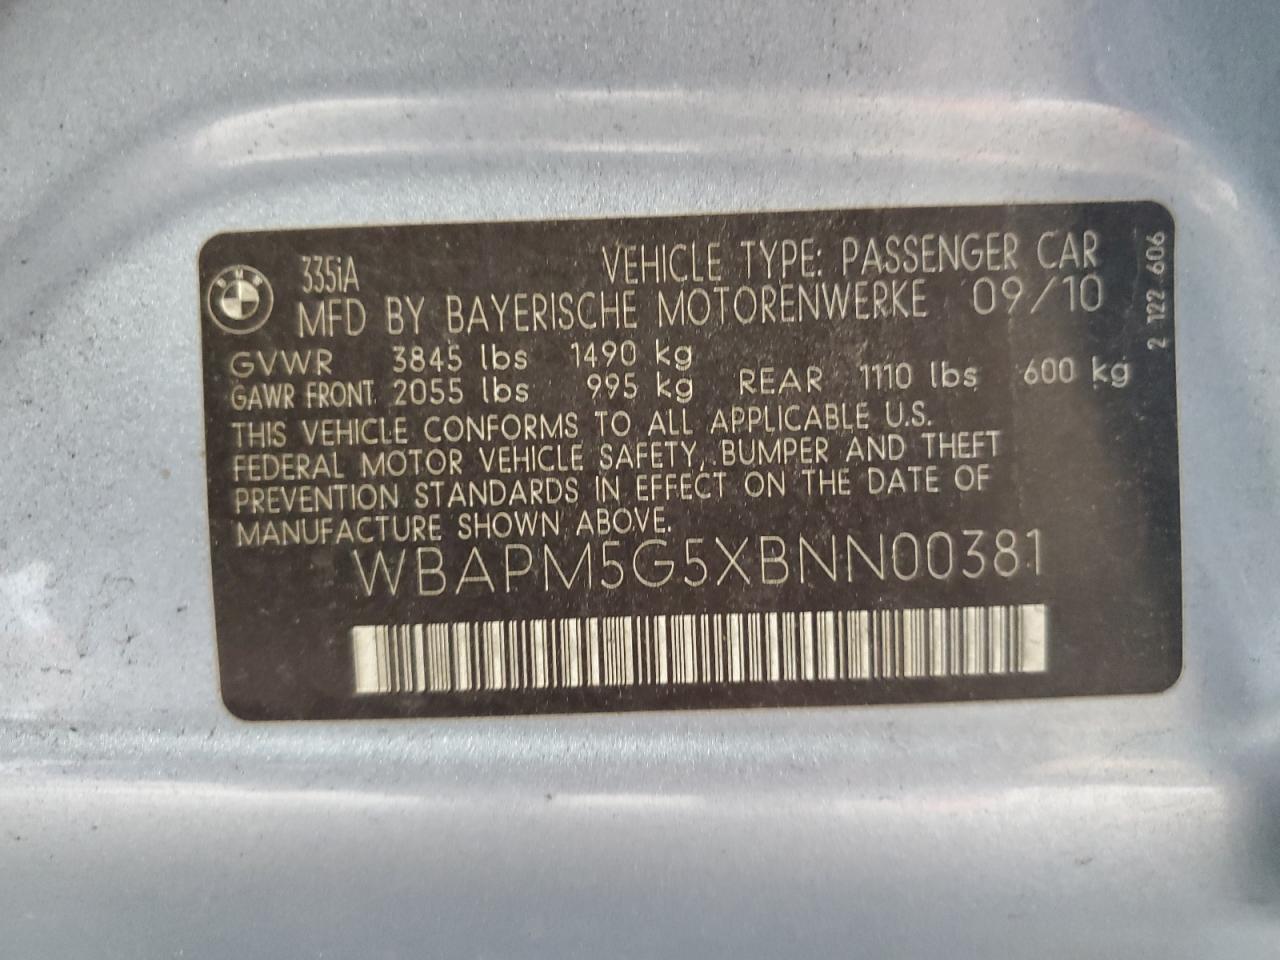 335iA VEHICLE TYPE: PASSENGER CAR
MFD BY BAYERISCHE MOTORENWERKE 09/10
GVWR 3845 lbs 1490 kg
GAWR FRONT 2055 lbs 995 kg REAR 1110 lbs 600 kg
THIS VEHICLE CONFORMS TO ALL APPLICABLE U.S.
FEDERAL MOTOR VEHICLE SAFETY, BUMPER AND THEFT
PREVENTION STANDARDS IN EFFECT ON THE DATE OF
MANUFACTURE SHOWN ABOVE.
WBAPM5G5XBNN00381
2 122 606